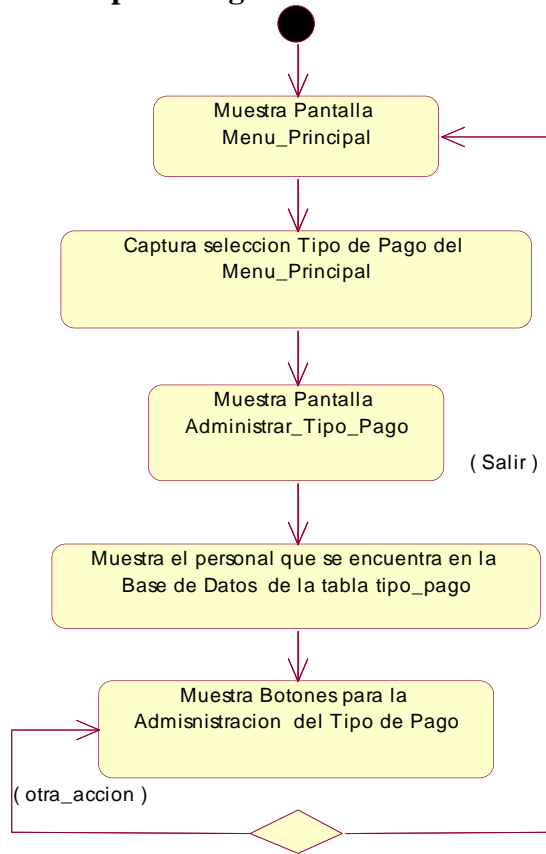 Muestra Pantalla
Menu_Principal
Captura seleccion Tipo de Pago del
Menu_Principal
Muestra Pantalla
Administrar_Tipo_Pago
( Salir )
Muestra el personal que se encuentra en la
Base de Datos de la tabla tipo_pago
Muestra Botones para la
Admisnistracion del Tipo de Pago
( otra_accion )